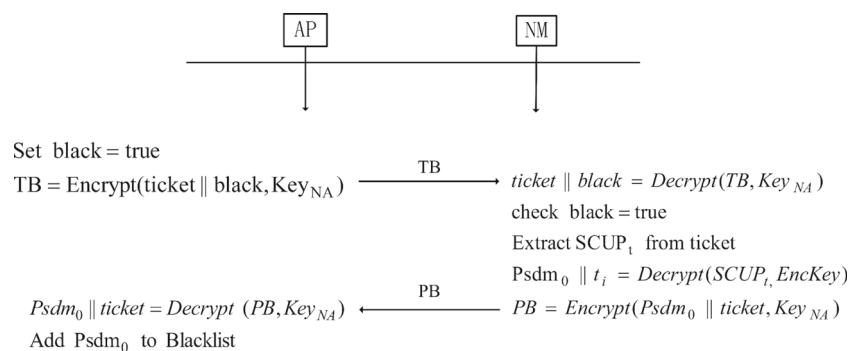 AP NM
Set black = true
TB = Encrypt(ticket || black, Key_NA) TB ticket || black = Decrypt(TB, Key_NA)
check black = true
Extract SCUP_t from ticket
Psdm_0 || t_i = Decrypt(SCUP_t, EncKey)
Psdm_0 || ticket = Decrypt (PB, Key_NA) PB PB = Encrypt(Psdm_0 || ticket, Key_NA)
Add Psdm_0 to Blacklist